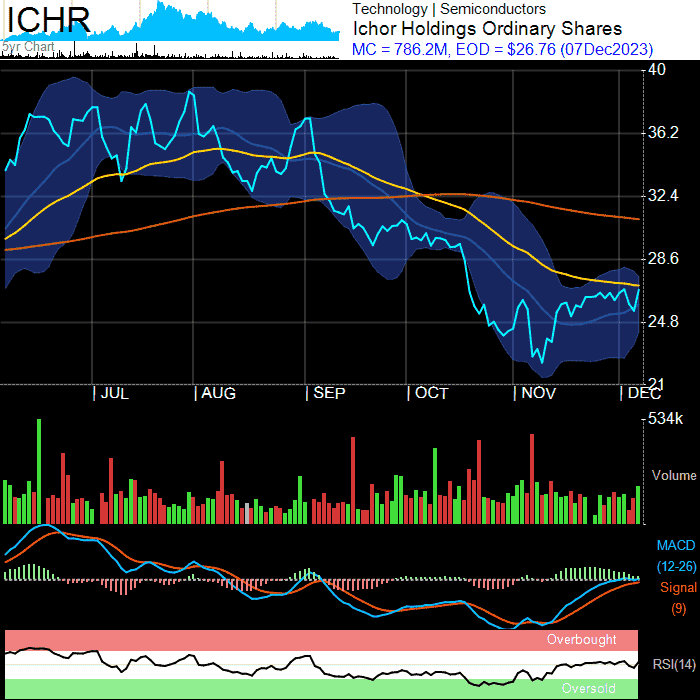 ICHR
5yr Chart
Technology | Semiconductors
Ichor Holdings Ordinary Shares
MC = 786.2M, EOD = $26.76 (07Dec2023)
40
36.2
32.4
28.6
24.8
21
JUL
AUG
SEP
OCT
NOV
DEC
534k
Volume
MACD
(12-26)
Signal
(9)
Overbought
RSI(14)
Oversold